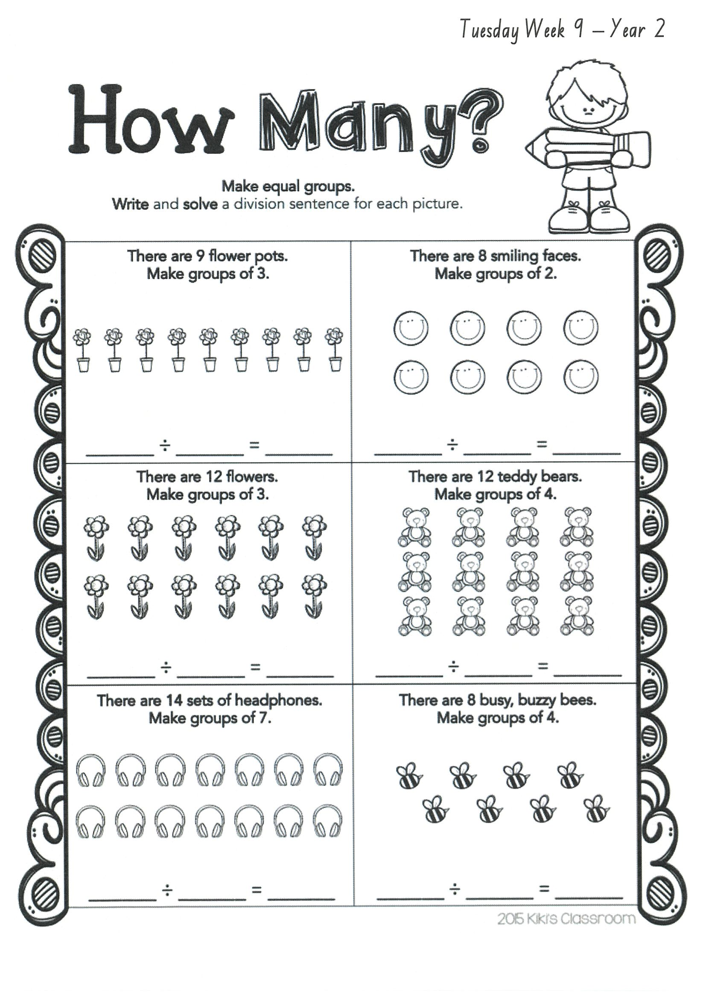 Tuesday Week 9 – Year 2
How Many?
Make equal groups.
Write and solve a division sentence for each picture.
There are 9 flower pots.
Make groups of 3.
______ ÷ ______ = ______
There are 8 smiling faces.
Make groups of 2.
______ ÷ ______ = ______
There are 12 flowers.
Make groups of 3.
______ ÷ ______ = ______
There are 12 teddy bears.
Make groups of 4.
______ ÷ ______ = ______
There are 14 sets of headphones.
Make groups of 7.
______ ÷ ______ = ______
There are 8 busy, buzzy bees.
Make groups of 4.
______ ÷ ______ = ______
2015 Kiki's Classroom